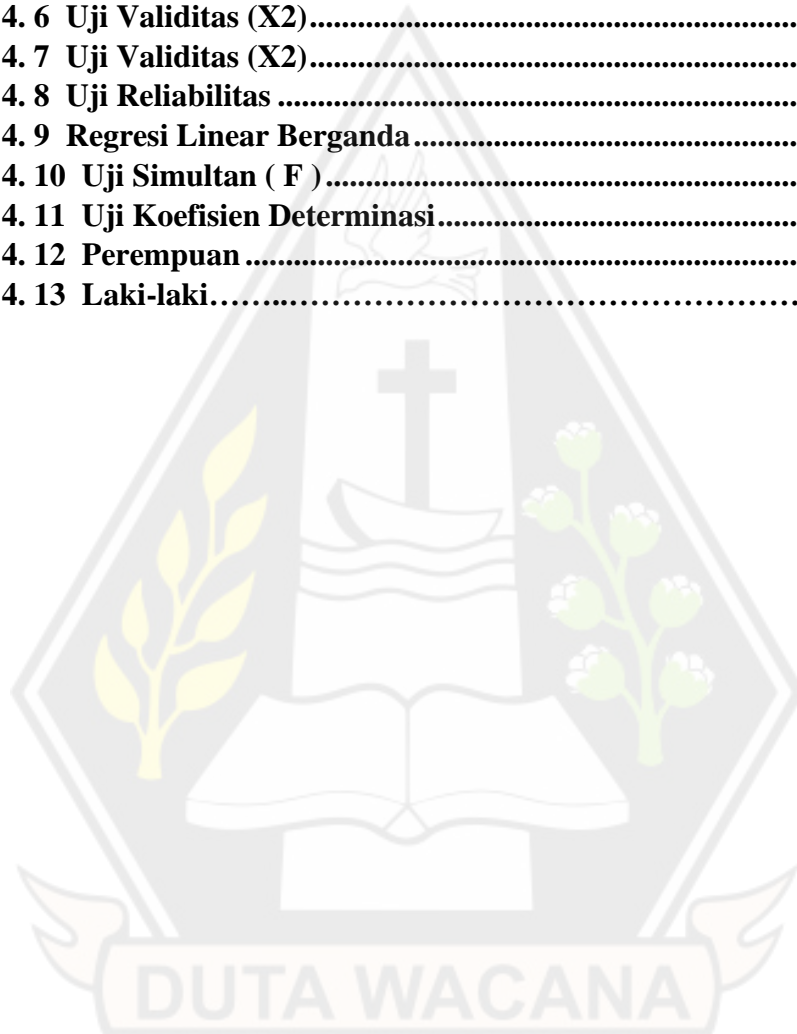 4. 6 Uji Validitas (X2)........................................................................
4. 7 Uji Validitas (X2)........................................................................
4. 8 Uji Reliabilitas ............................................................................
4. 9 Regresi Linear Berganda.........................................................
4. 10 Uji Simultan ( F ).....................................................................
4. 11 Uji Koefisien Determinasi......................................................
4. 12 Perempuan ................................................................................
4. 13 Laki-laki……..…………………………………………
DUTA WACANA